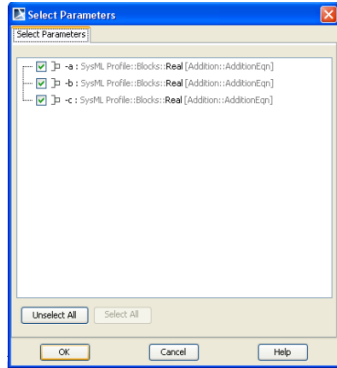 Select Parameters
Select Parameters
-a : SysML Profile::Blocks::Real [Addition::AdditionEqn]
-b : SysML Profile::Blocks::Real [Addition::AdditionEqn]
-c : SysML Profile::Blocks::Real [Addition::AdditionEqn]
Unselect All Select All
OK Cancel Help